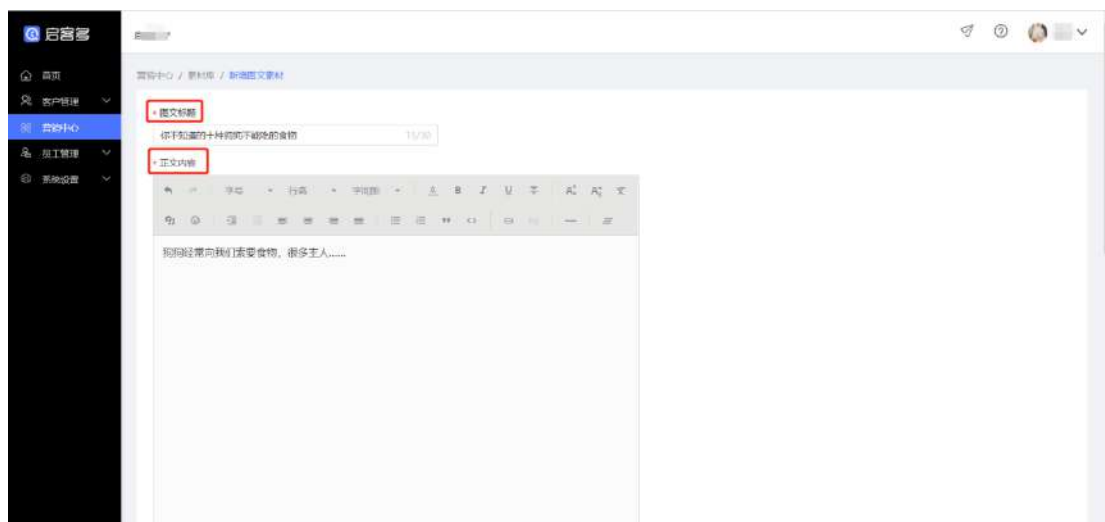 启客多
首页
客户管理
营销中心
员工管理
系统设置
营销中心 / 素材库 / 新增图文素材
* 图文标题
你不知道的十种狗狗不能吃的食物
15/30
* 正文内容
字号 行高 字间距
狗狗经常向我们索要食物，很多主人......